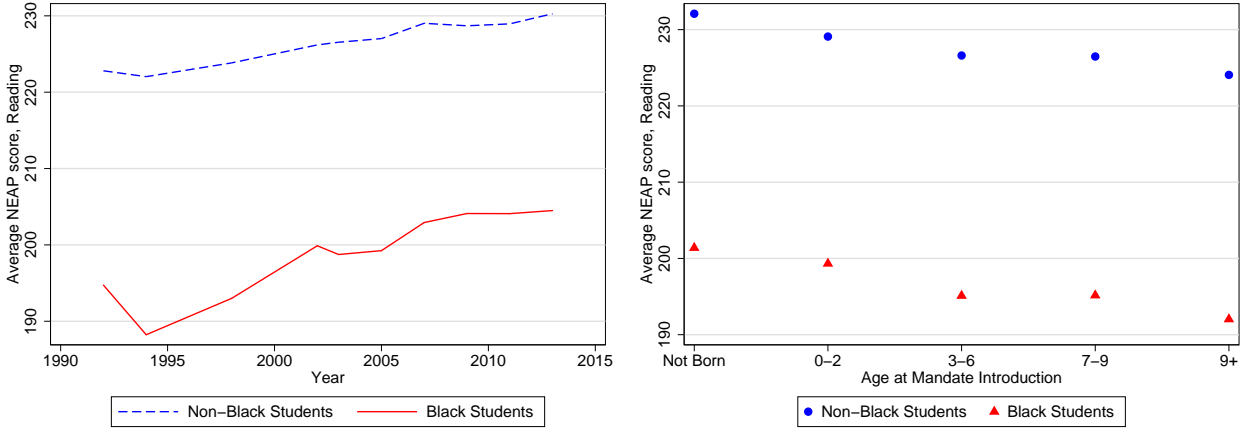 Average NEAP score, Reading
230
220
210
200
190
1990
1995
2000
2005
2010
2015
Year
Non−Black Students
Black Students
Average NEAP score, Reading
230
220
210
200
190
Not Born
0−2
3−6
7−9
9+
Age at Mandate Introduction
Non−Black Students
Black Students